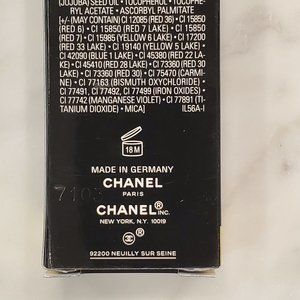 (JOJOBA) SEED OIL • TOCOPHEROL • TOCOPHE-
RYL ACETATE • ASCORBYL PALMITATE
[+/- (MAY CONTAIN) CI 12085 (RED 36) • CI 15850
(RED 6) • CI 15850 (RED 7 LAKE) • CI 15850
(RED 7) • CI 15985 (YELLOW 6 LAKE) • CI 17200
(RED 33 LAKE) • CI 19140 (YELLOW 5 LAKE)
• CI 42090 (BLUE 1 LAKE) • CI 45380 (RED 22 LA-
KE) • CI 45410 (RED 28 LAKE) • CI 73360 (RED 30
LAKE) • CI 73360 (RED 30) • CI 75470 (CARMI-
NE) • CI 77163 (BISMUTH OXYCHLORIDE) •
CI 77491, CI 77492, CI 77499 (IRON OXIDES) •
CI 77742 (MANGANESE VIOLET) • CI 77891 (TI-
TANIUM DIOXIDE) • MICA] IL56A-I
18M
MADE IN GERMANY
CHANEL
PARIS
CHANEL® INC.
NEW YORK, N.Y. 10019
®
92200 NEUILLY SUR SEINE